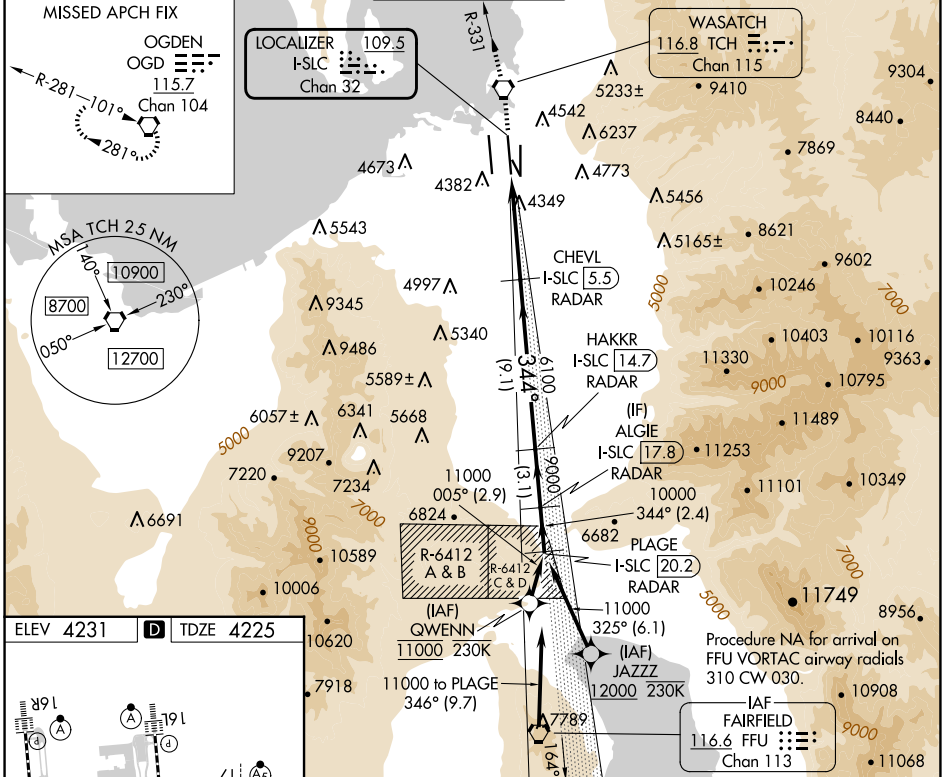 MISSED APCH FIX
OGDEN
OGD
115.7
Chan 104
R-281
101°
281°
LOCALIZER 109.5
I-SLC
Chan 32
R-331
WASATCH
116.8 TCH
Chan 115
5233±
9410
9304
4542
6237
8440
7869
4673
4382
4773
4349
5456
5543
5165±
8621
MSA TCH 25 NM
140°
10900
230°
8700
050°
12700
CHEVL
I-SLC 5.5
RADAR
4997
9345
5340
9486
5589±
5000
9602
10246
7000
10403
10116
11330
9363
9000
10795
HAKKR
I-SLC 14.7
RADAR
344°
(9.1)
6100
6057±
6341
5668
(IF)
ALGIE
I-SLC 17.8
RADAR
11489
5000
9207
11253
7220
7234
11000
005° (2.9)
(3.1)
9000
10000
344° (2.4)
11101
10349
7000
6824
6691
6682
9000
10589
R-6412
A & B
R-6412
C & D
PLAGE
I-SLC 20.2
RADAR
7000
10006
5000
11749
11000
325° (6.1)
8956
(IAF)
QWENN
11000 230K
(IAF)
JAZZZ
12000 230K
Procedure NA for arrival on
FFU VORTAC airway radials
310 CW 030.
ELEV 4231
D
TDZE 4225
10620
7918
11000 to PLAGE
346° (9.7)
10908
7789
164°
IAF
FAIRFIELD
116.6 FFU
Chan 113
9000
11068
16R
A
P
A
16L
P
17
A5